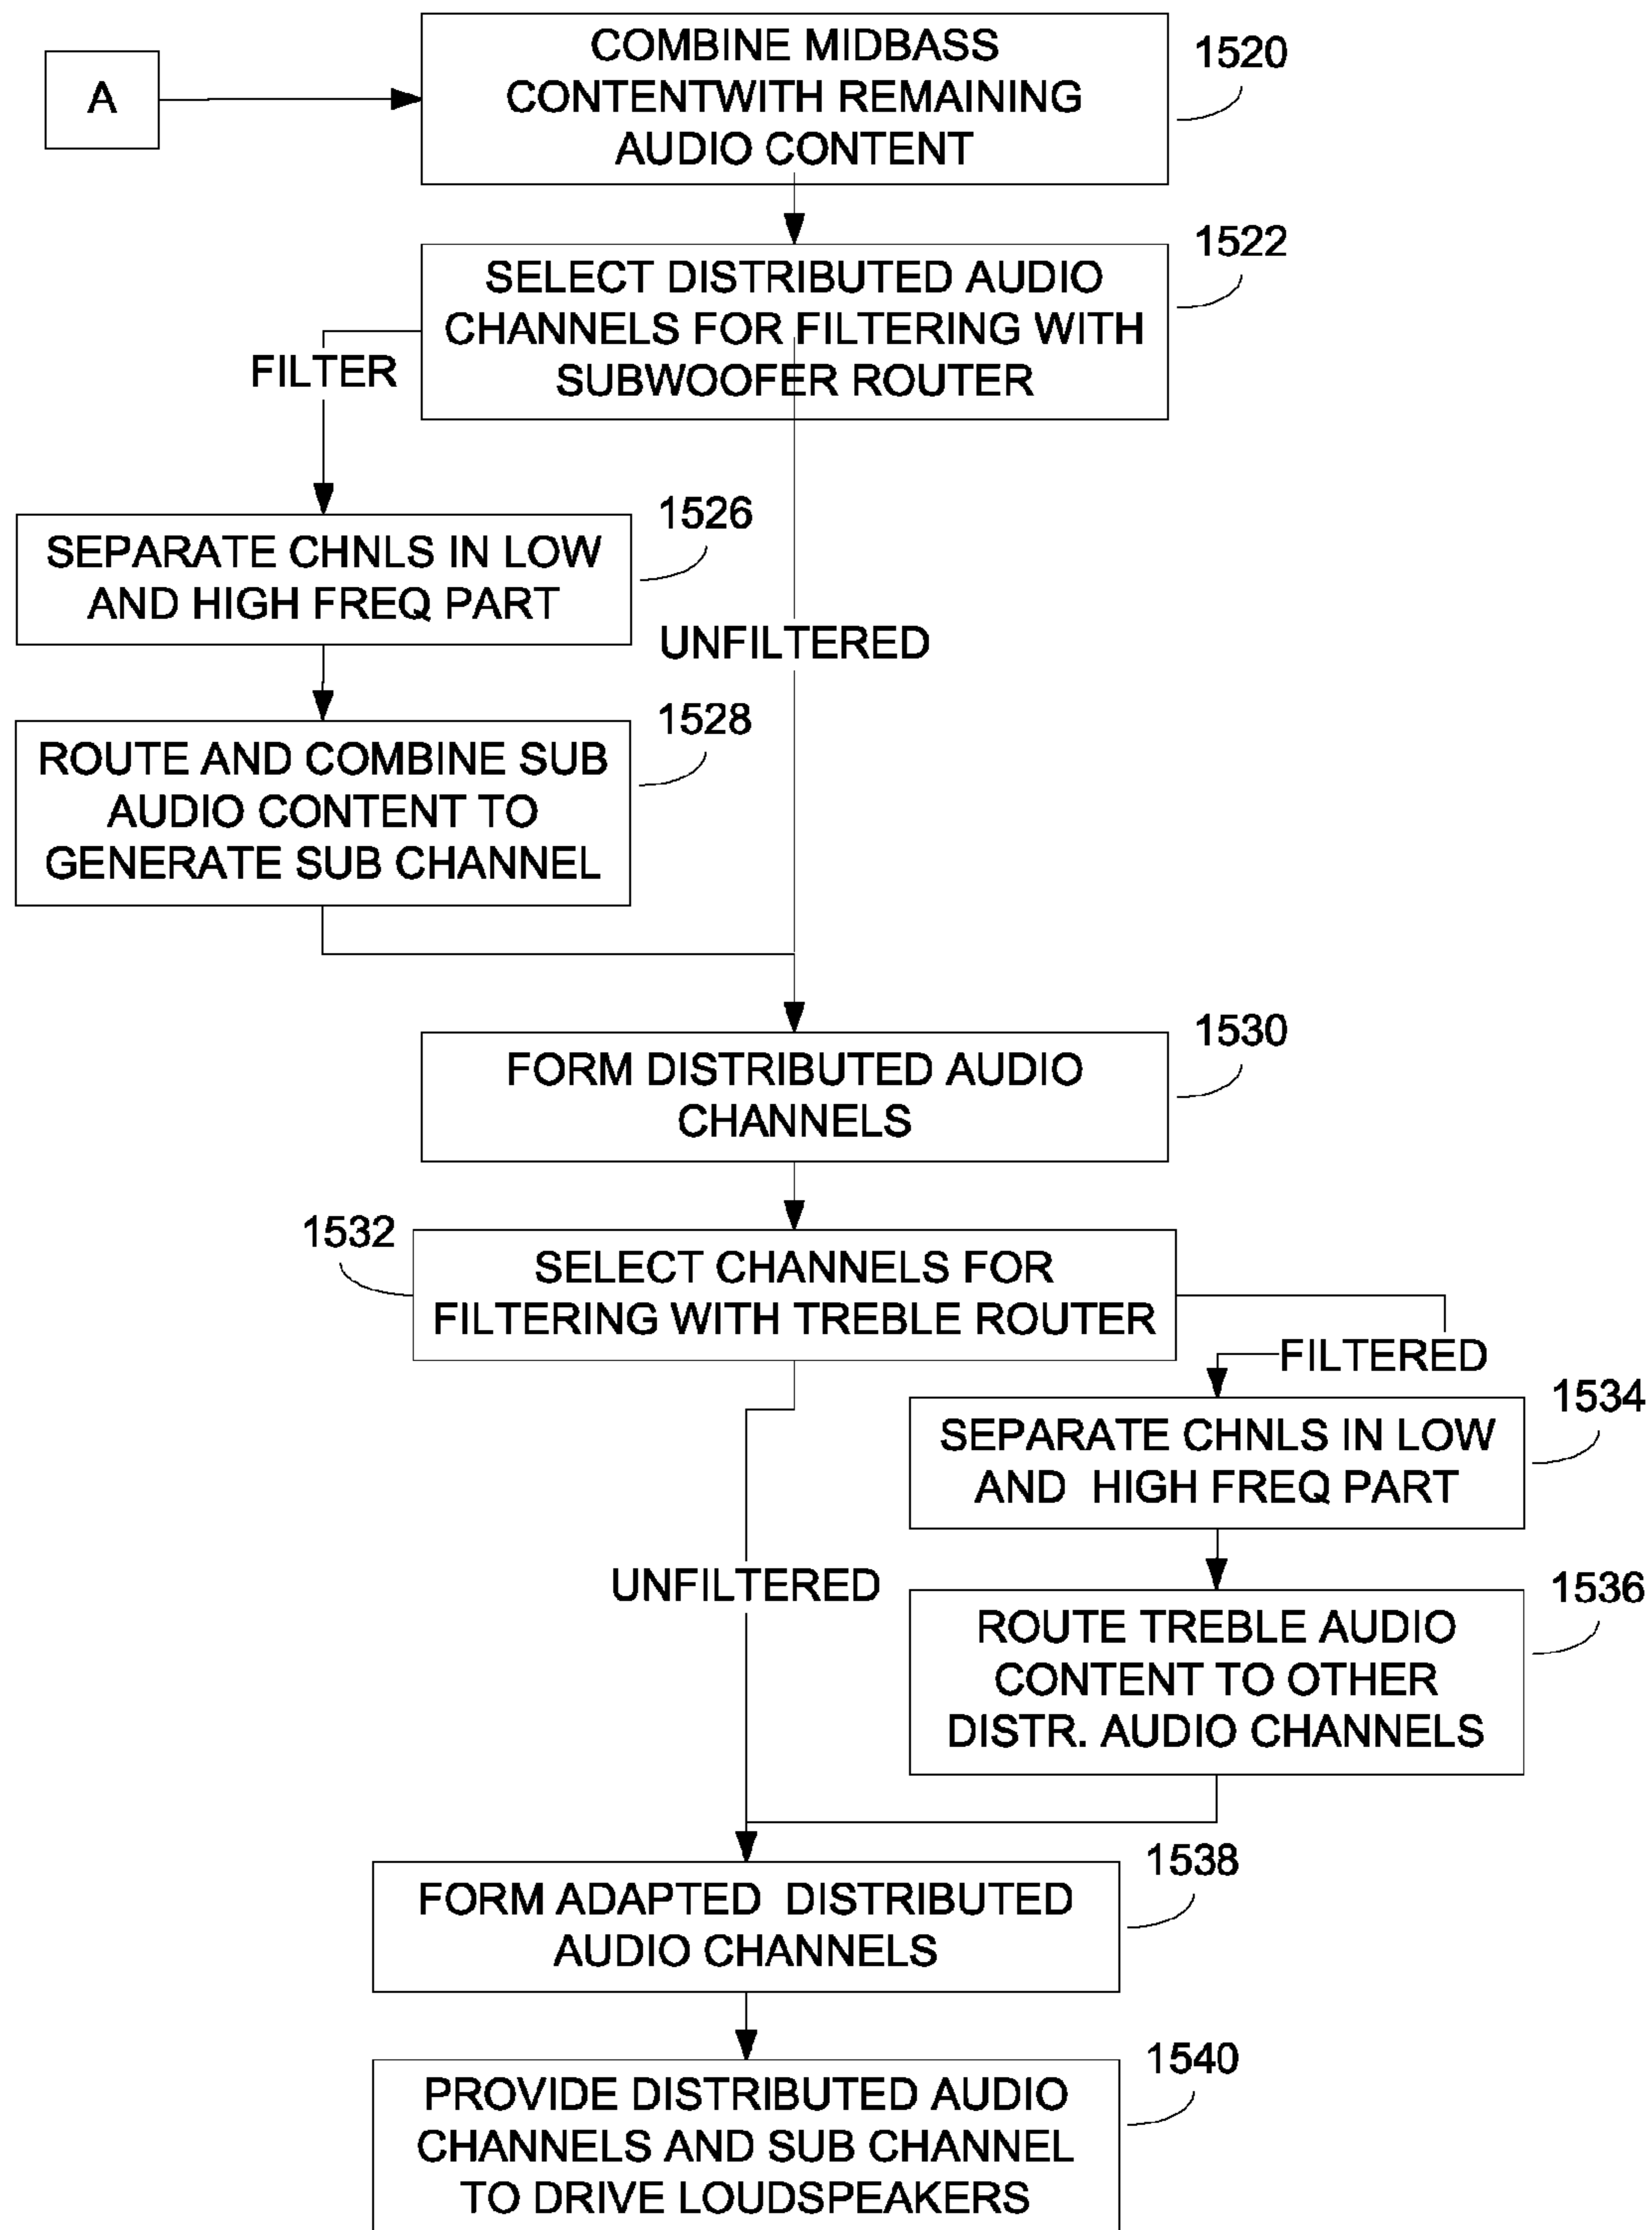 A
COMBINE MIDBASS
CONTENTWITH REMAINING
AUDIO CONTENT
1520
SELECT DISTRIBUTED AUDIO
CHANNELS FOR FILTERING WITH
SUBWOOFER ROUTER
1522
FILTER
SEPARATE CHNLS IN LOW
AND HIGH FREQ PART
1526
UNFILTERED
ROUTE AND COMBINE SUB
AUDIO CONTENT TO
GENERATE SUB CHANNEL
1528
FORM DISTRIBUTED AUDIO
CHANNELS
1530
1532
SELECT CHANNELS FOR
FILTERING WITH TREBLE ROUTER
FILTERED
SEPARATE CHNLS IN LOW
AND  HIGH FREQ PART
1534
UNFILTERED
ROUTE TREBLE AUDIO
CONTENT TO OTHER
DISTR. AUDIO CHANNELS
1536
FORM ADAPTED  DISTRIBUTED
AUDIO CHANNELS
1538
PROVIDE DISTRIBUTED AUDIO
CHANNELS AND SUB CHANNEL
TO DRIVE LOUDSPEAKERS
1540